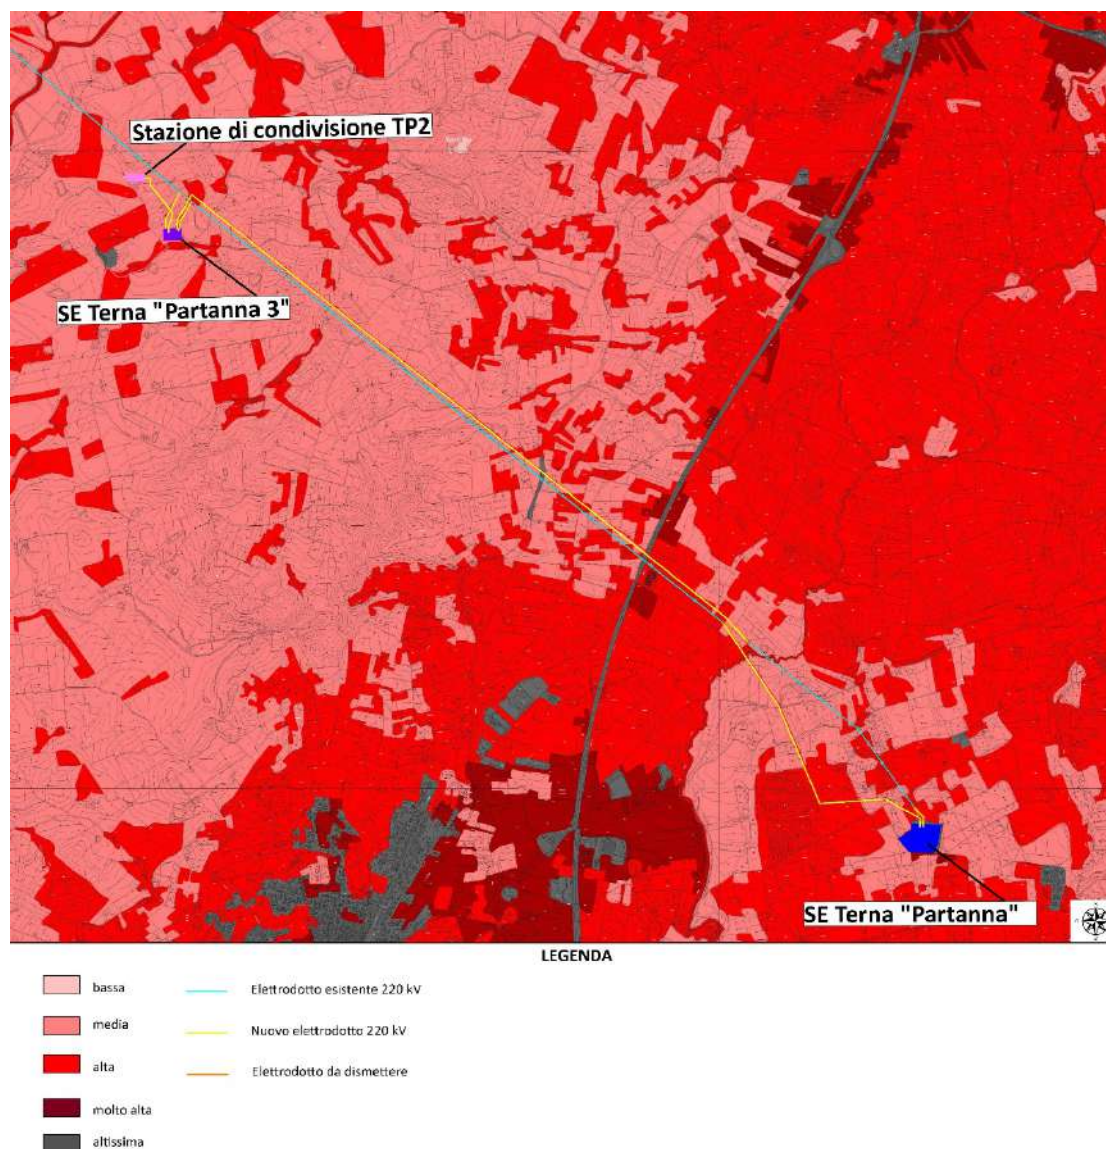 Stazione di condivisione TP2
SE Terna "Partanna 3"
SE Terna "Partanna"
LEGENDA
bassa
media
alta
molto alta
altissima
Elettrodotto esistente 220 kV
Nuovo elettrodotto 220 kV
Elettrodotto da dismettere